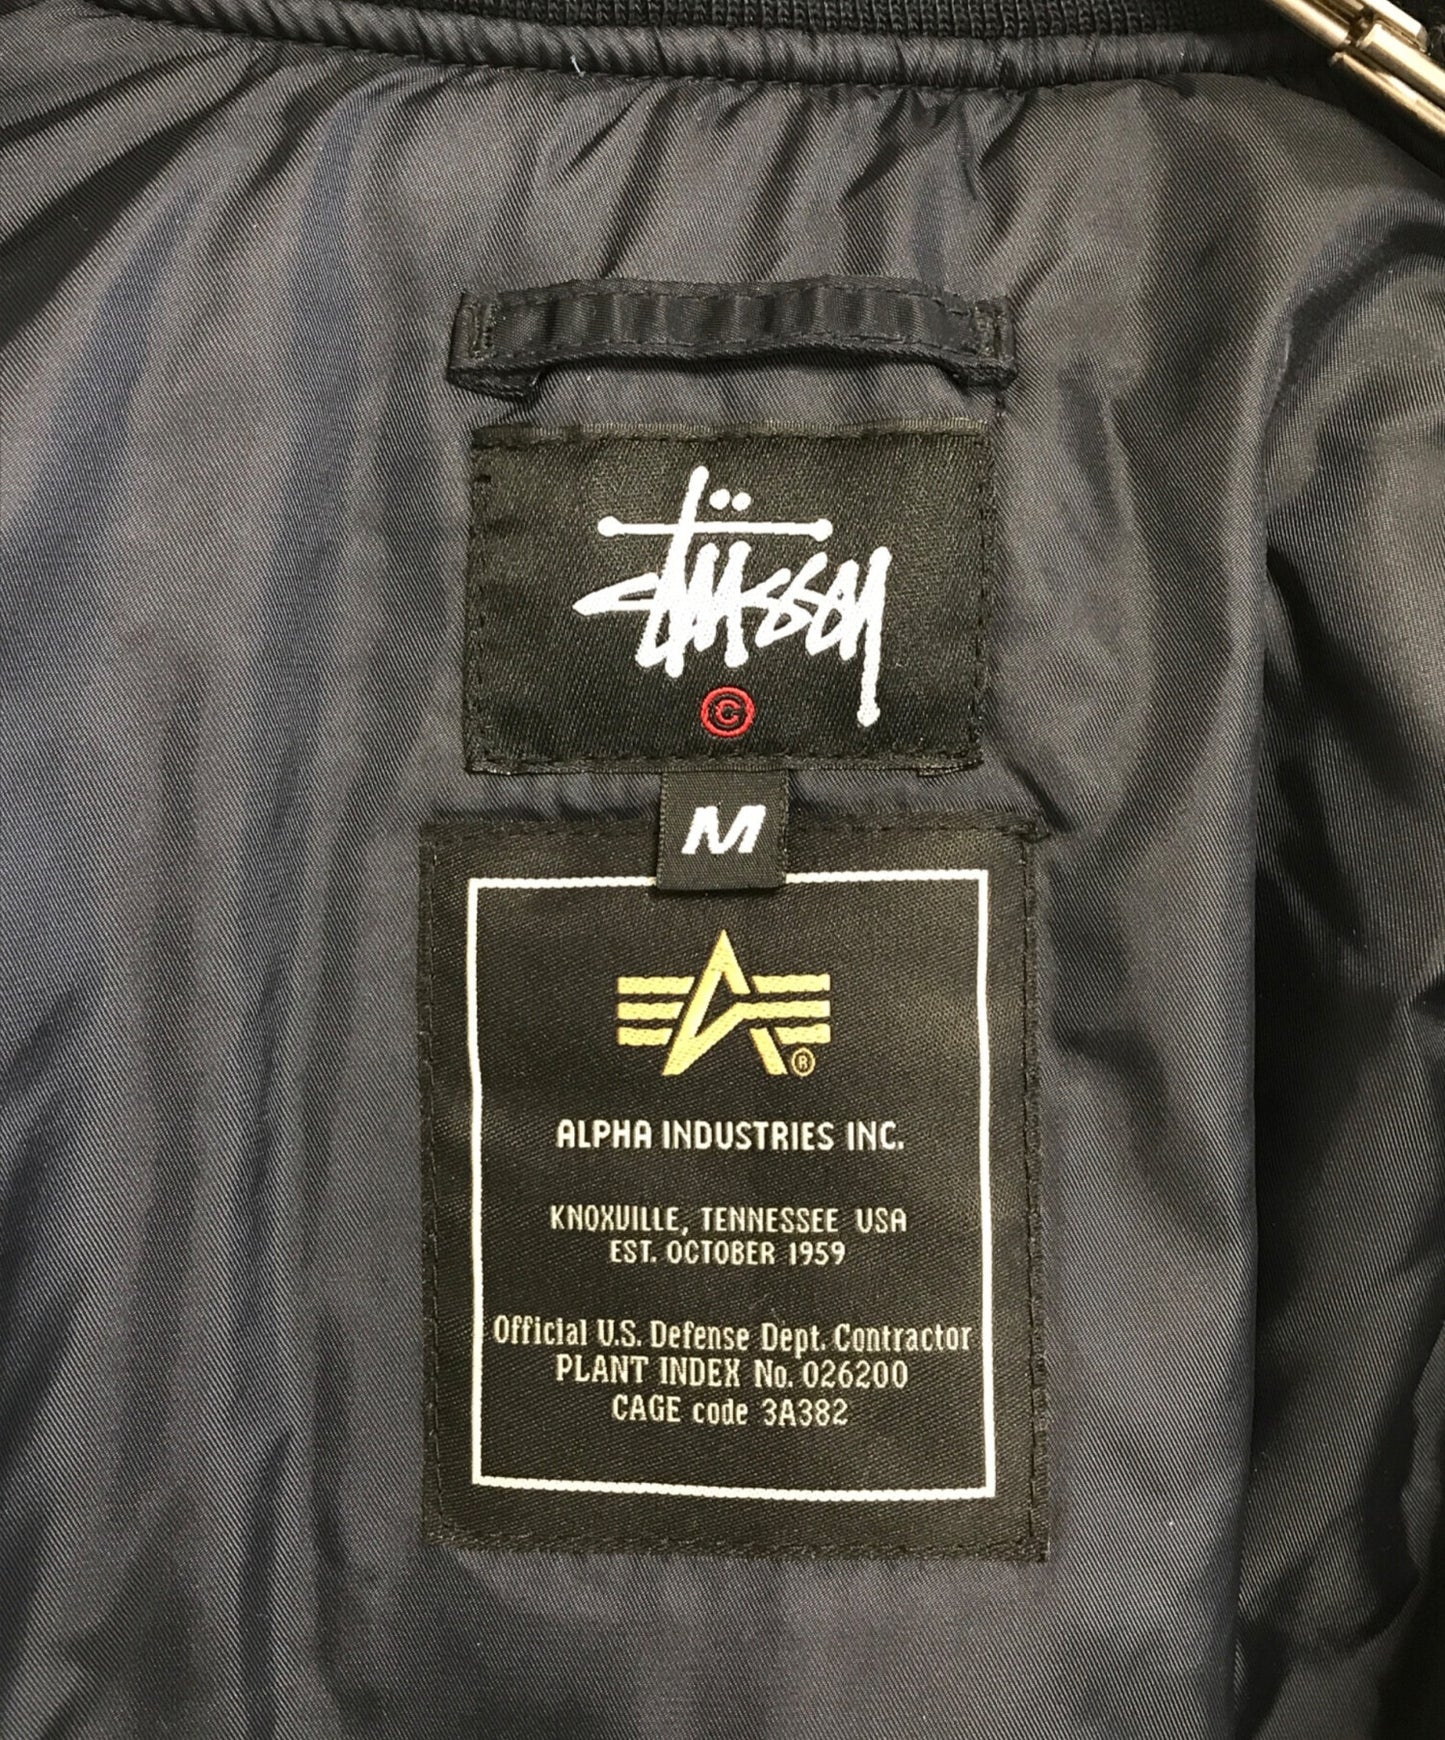 Stüssy
©
M
®
ALPHA INDUSTRIES INC.
KNOXVILLE, TENNESSEE USA
EST. OCTOBER 1959
Official U.S. Defense Dept. Contractor
PLANT INDEX No. 026200
CAGE code 3A382